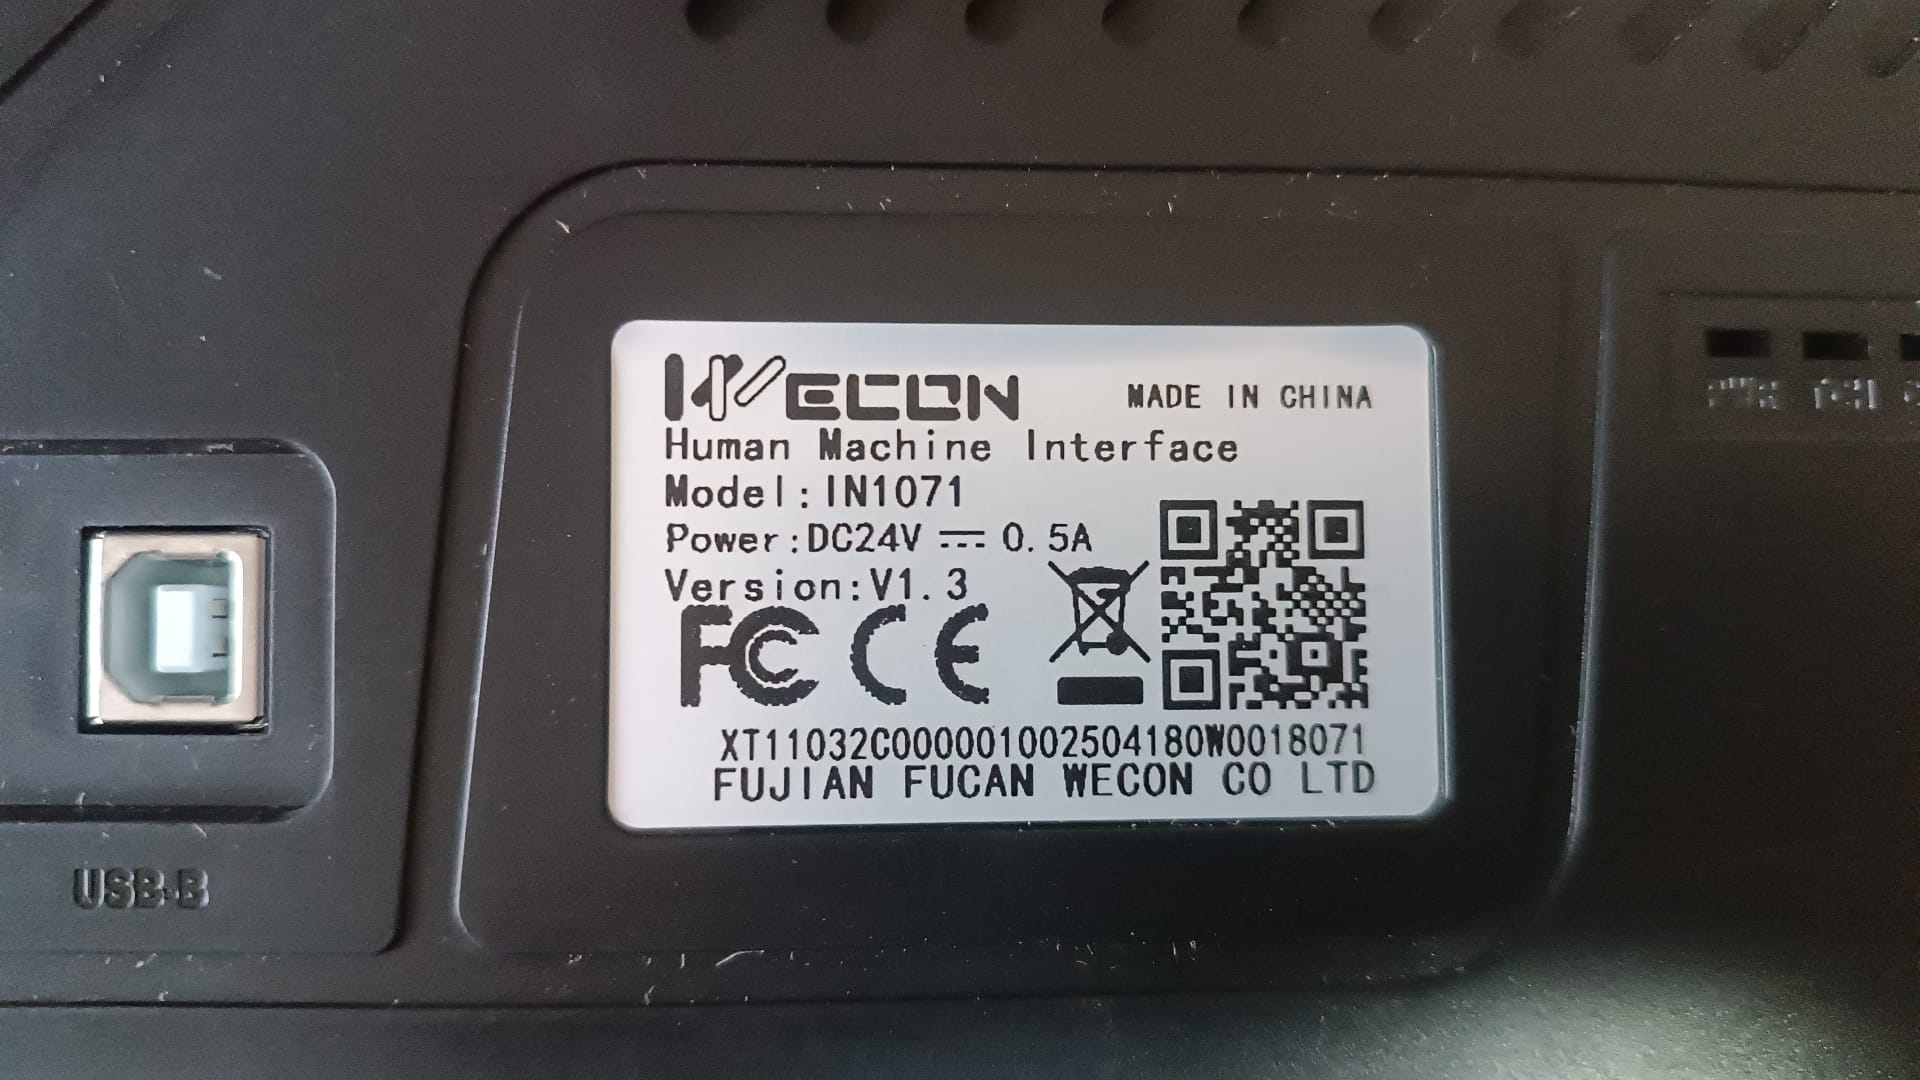 WECON MADE IN CHINA
Human Machine Interface
Model:IN1071
Power:DC24V ⎓ 0.5A
Version:V1.3
FC CE
XT11032C000001002504180W0018071
FUJIAN FUCAN WECON CO LTD
USB-B
PWR